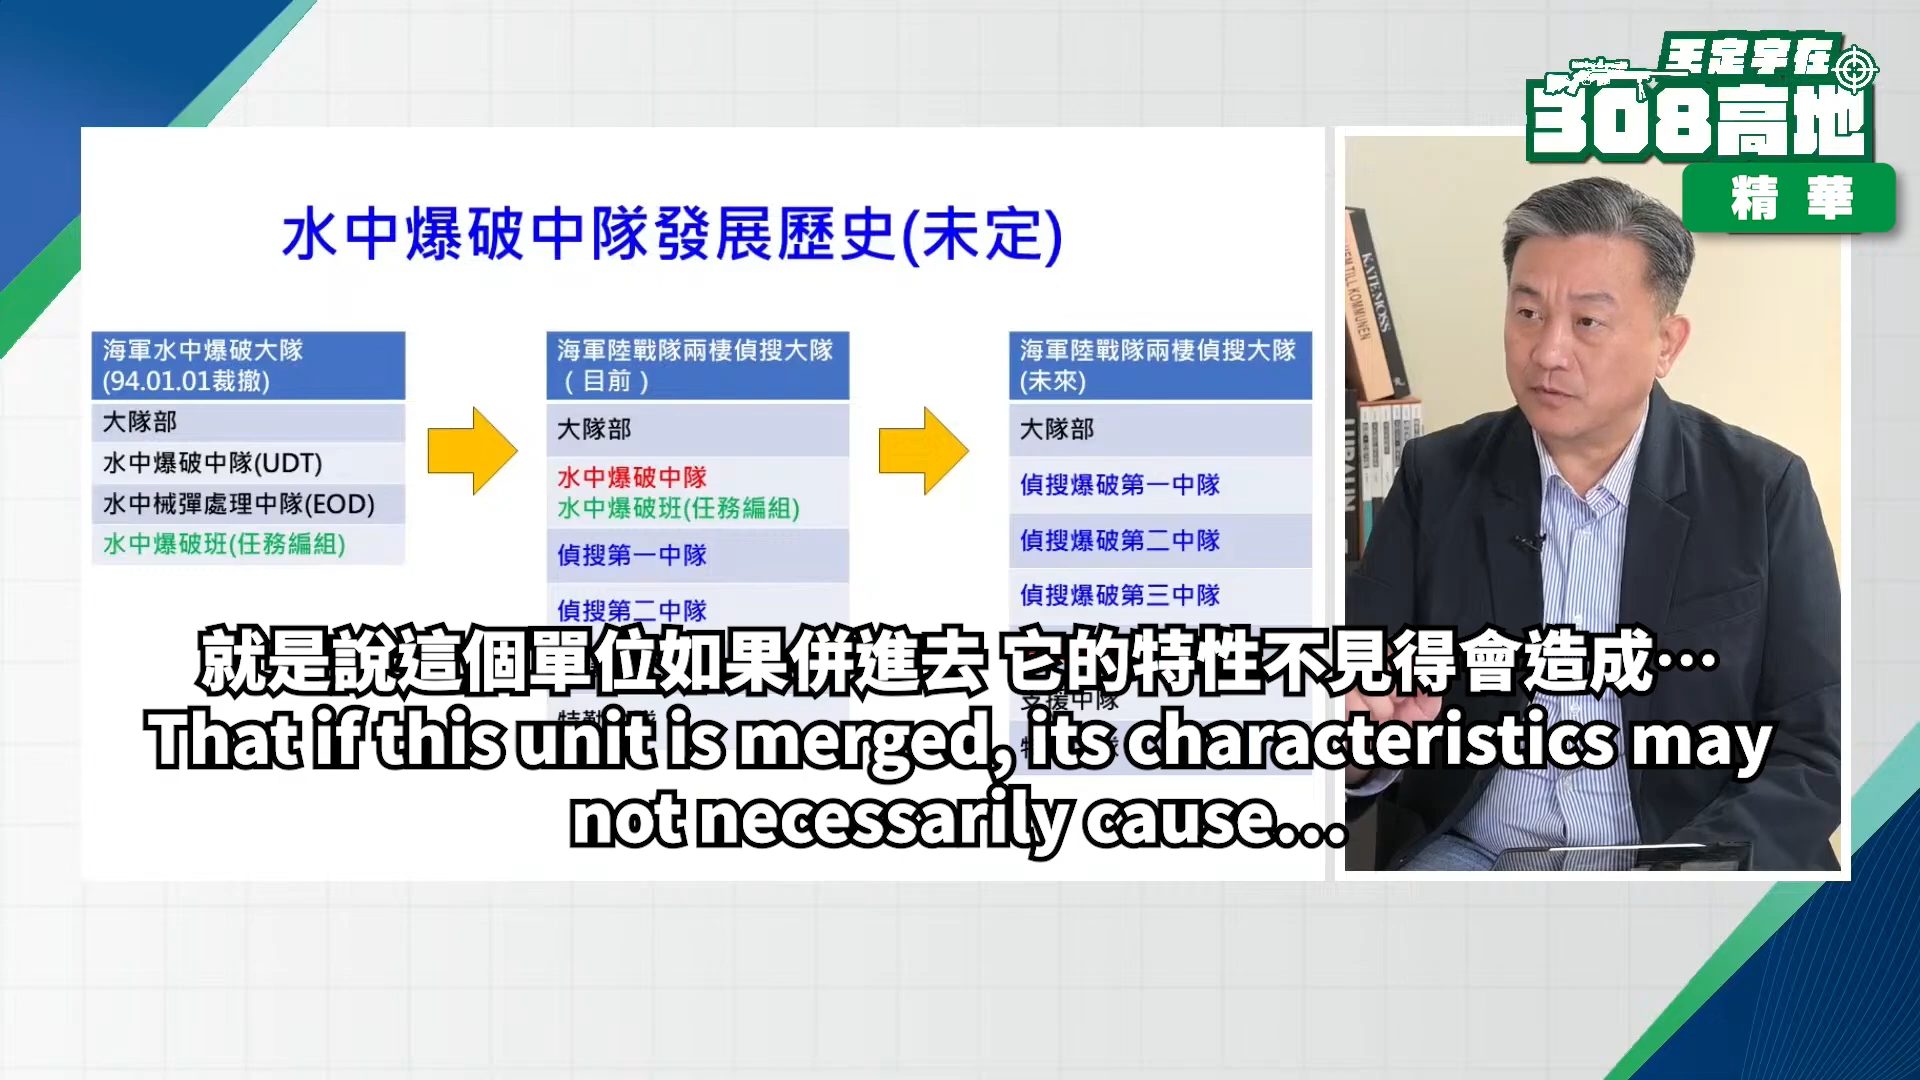 王定宇在
308高地
精華
水中爆破中隊發展歷史(未定)
海軍水中爆破大隊
(94.01.01裁撤)
大隊部
水中爆破中隊(UDT)
水中械彈處理中隊(EOD)
水中爆破班(任務編組)
海軍陸戰隊兩棲偵搜大隊
(目前)
大隊部
水中爆破中隊
水中爆破班(任務編組)
偵搜第一中隊
偵搜第二中隊
海軍陸戰隊兩棲偵搜大隊
(未來)
大隊部
偵搜爆破第一中隊
偵搜爆破第二中隊
偵搜爆破第三中隊
支援中隊
KATE MOSS
就是說這個單位如果併進去 它的特性不見得會造成…
That if this unit is merged, its characteristics may
not necessarily cause...